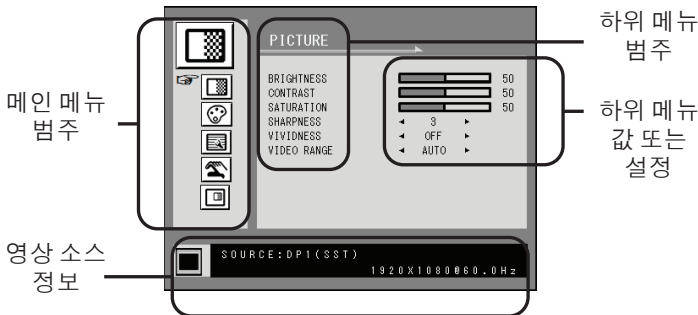 메인 메뉴
범주
영상 소스
정보
PICTURE
BRIGHTNESS 50
CONTRAST 50
SATURATION 50
SHARPNESS 3
VIVIDNESS OFF
VIDEO RANGE AUTO
SOURCE:DP1(SST)
1920X1080@60.0Hz
하위 메뉴
범주
하위 메뉴
값 또는
설정